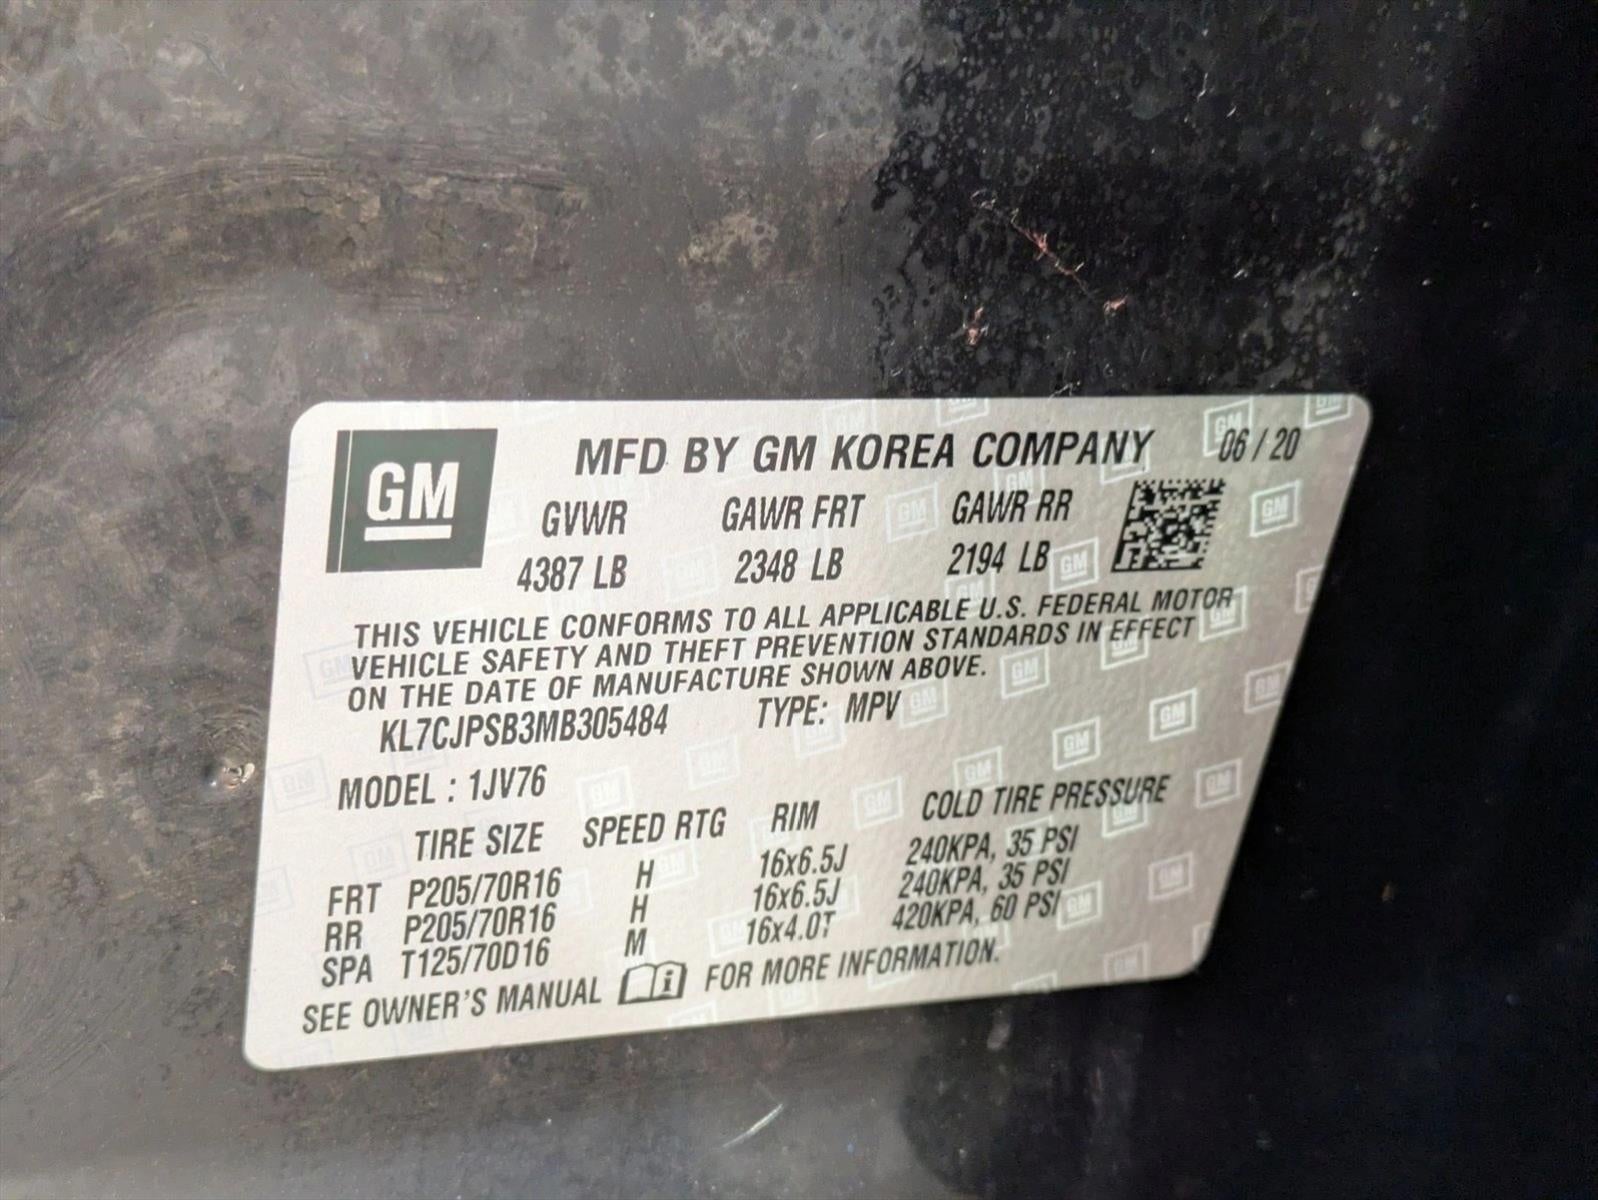 GM
MFD BY GM KOREA COMPANY 06/20
GVWR GAWR FRT GAWR RR
4387 LB 2348 LB 2194 LB
THIS VEHICLE CONFORMS TO ALL APPLICABLE U.S. FEDERAL MOTOR
VEHICLE SAFETY AND THEFT PREVENTION STANDARDS IN EFFECT
ON THE DATE OF MANUFACTURE SHOWN ABOVE.
KL7CJPSB3MB305484 TYPE: MPV
MODEL : 1JV76
TIRE SIZE SPEED RTG RIM COLD TIRE PRESSURE
FRT P205/70R16 H 16x6.5J 240KPA, 35 PSI
RR P205/70R16 H 16x6.5J 240KPA, 35 PSI
SPA T125/70D16 M 16x4.0T 420KPA, 60 PSI
SEE OWNER'S MANUAL i FOR MORE INFORMATION.